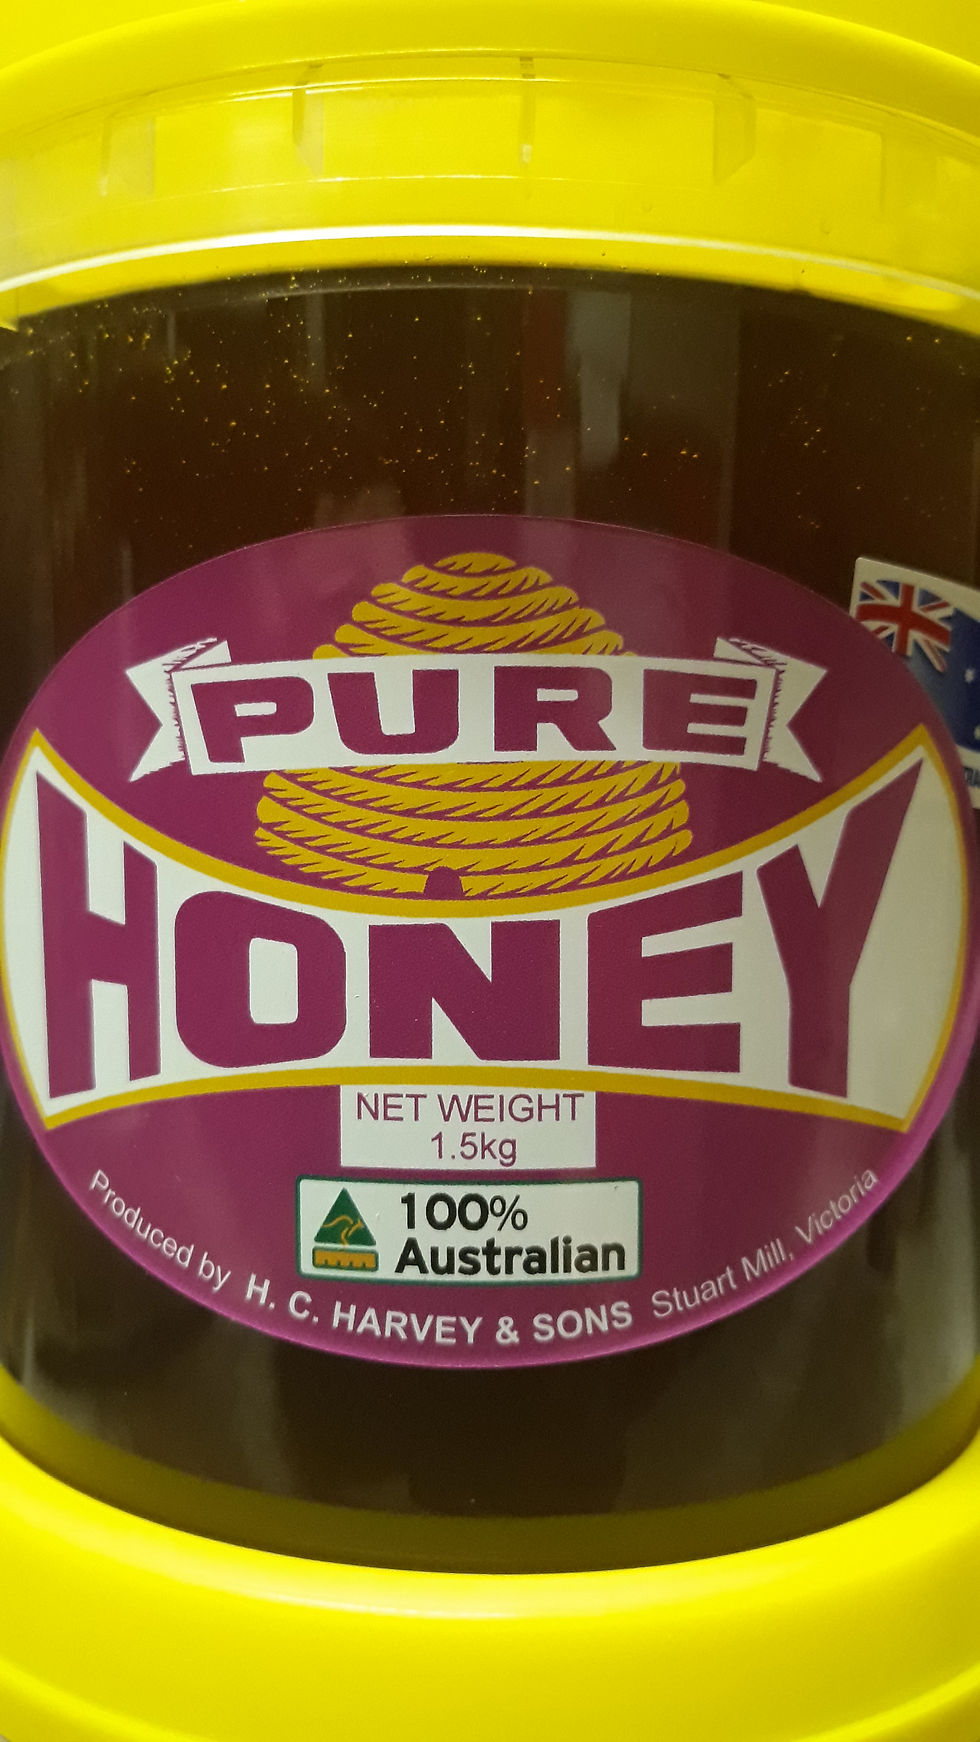 PURE
HONEY
NET WEIGHT
1.5kg
100%
Australian
Produced by H. C. HARVEY & SONS Stuart Mill, Victoria